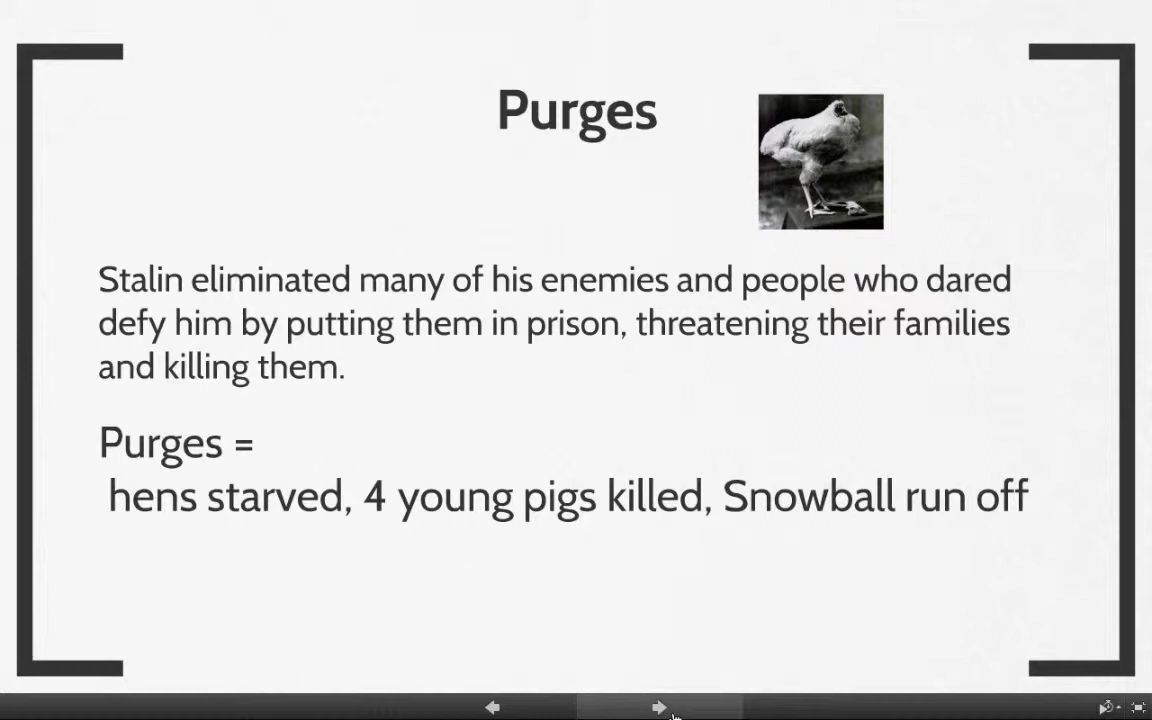 Purges
Stalin eliminated many of his enemies and people who dared
defy him by putting them in prison, threatening their families
and killing them.
Purges =
hens starved, 4 young pigs killed, Snowball run off